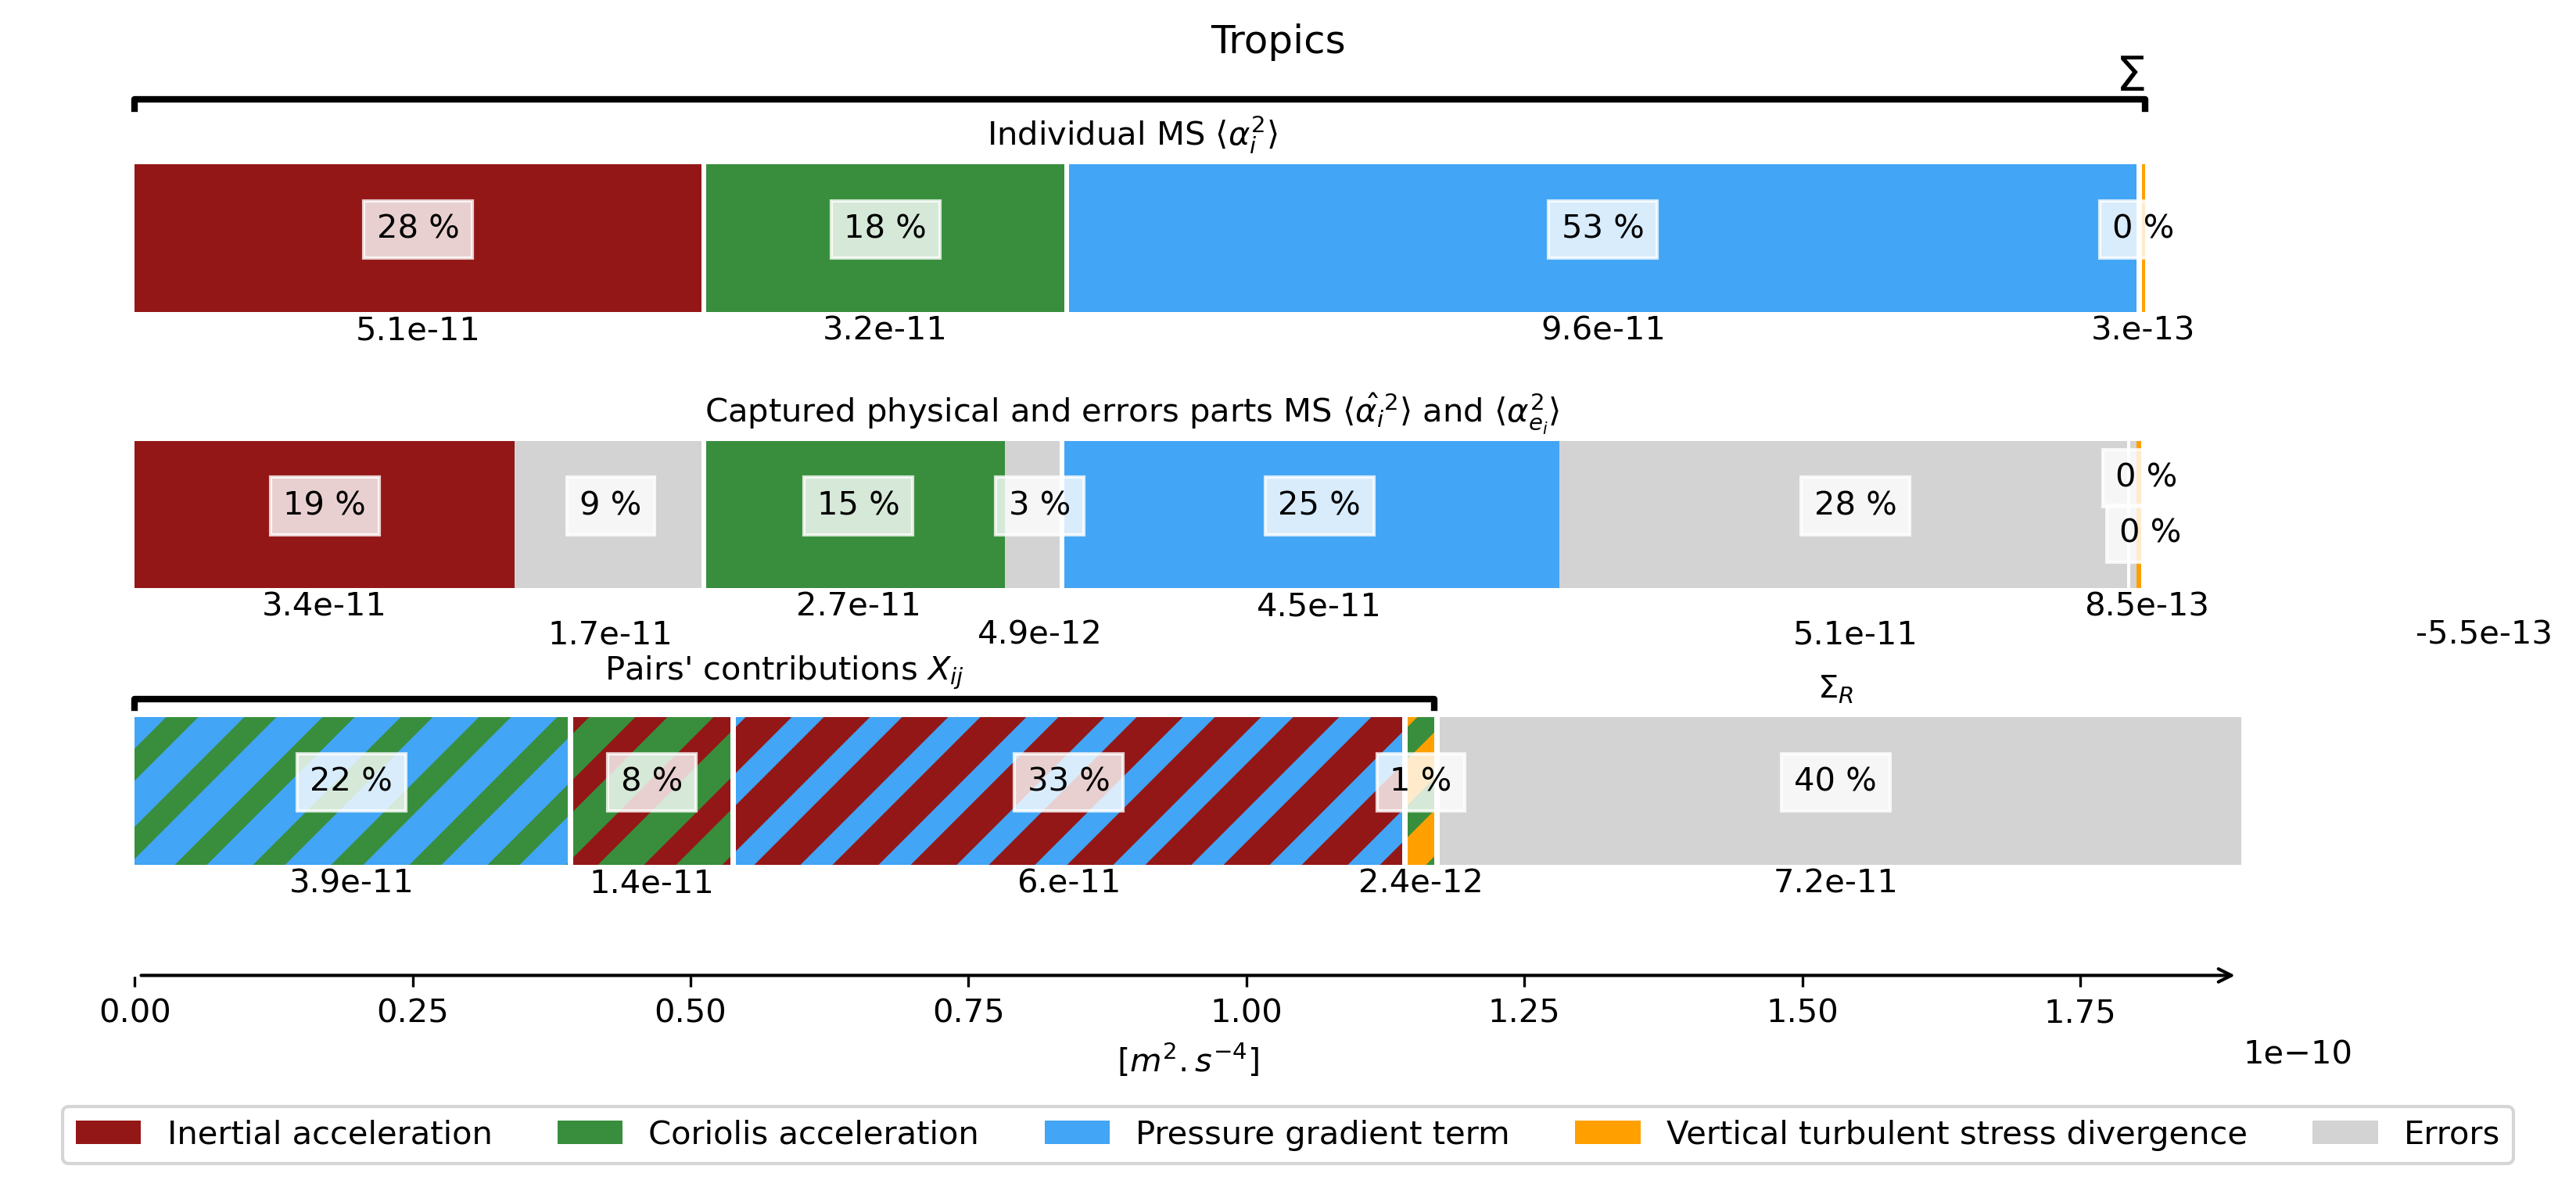 Tropics
Σ
Individual MS ⟨α_i^2⟩
28 % 18 % 53 % 0 %
5.1e-11 3.2e-11 9.6e-11 3.e-13
Captured physical and errors parts MS ⟨α̂_i^2⟩ and ⟨α_{e_i}^2⟩
19 % 9 % 15 % 3 % 25 % 28 % 0 %
0 %
3.4e-11 2.7e-11 4.5e-11 8.5e-13
1.7e-11 4.9e-12 5.1e-11 -5.5e-13
Pairs' contributions X_{ij} Σ_R
22 % 8 % 33 % 1 % 40 %
3.9e-11 1.4e-11 6.e-11 2.4e-12 7.2e-11
0.00 0.25 0.50 0.75 1.00 1.25 1.50 1.75
[m^2.s^{−4}] 1e−10
Inertial acceleration Coriolis acceleration Pressure gradient term Vertical turbulent stress divergence Errors